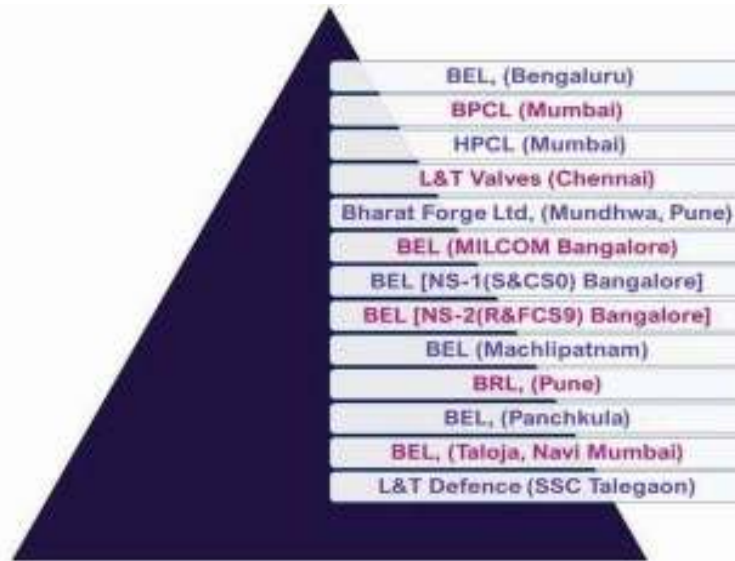 BEL, (Bengaluru)
BPCL (Mumbai)
HPCL (Mumbai)
L&T Valves (Chennai)
Bharat Forge Ltd, (Mundhwa, Pune)
BEL (MILCOM Bangalore)
BEL [NS-1(S&CS0) Bangalore]
BEL [NS-2(R&FCS9) Bangalore]
BEL (Machlipatnam)
BRL, (Pune)
BEL, (Panchkula)
BEL, (Taloja, Navi Mumbai)
L&T Defence (SSC Talegaon)